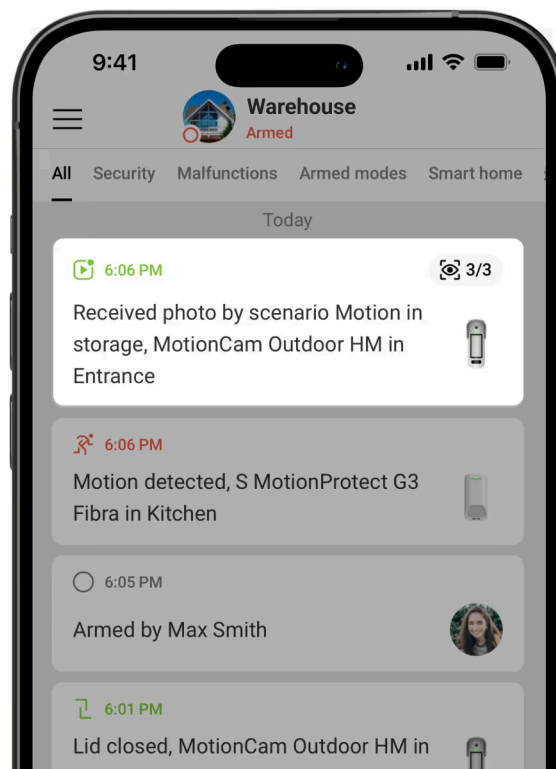 9:41
Warehouse
Armed
All Security Malfunctions Armed modes Smart home
Today
6:06 PM 3/3
Received photo by scenario Motion in
storage, MotionCam Outdoor HM in
Entrance
6:06 PM
Motion detected, S MotionProtect G3
Fibra in Kitchen
6:05 PM
Armed by Max Smith
6:01 PM
Lid closed, MotionCam Outdoor HM in